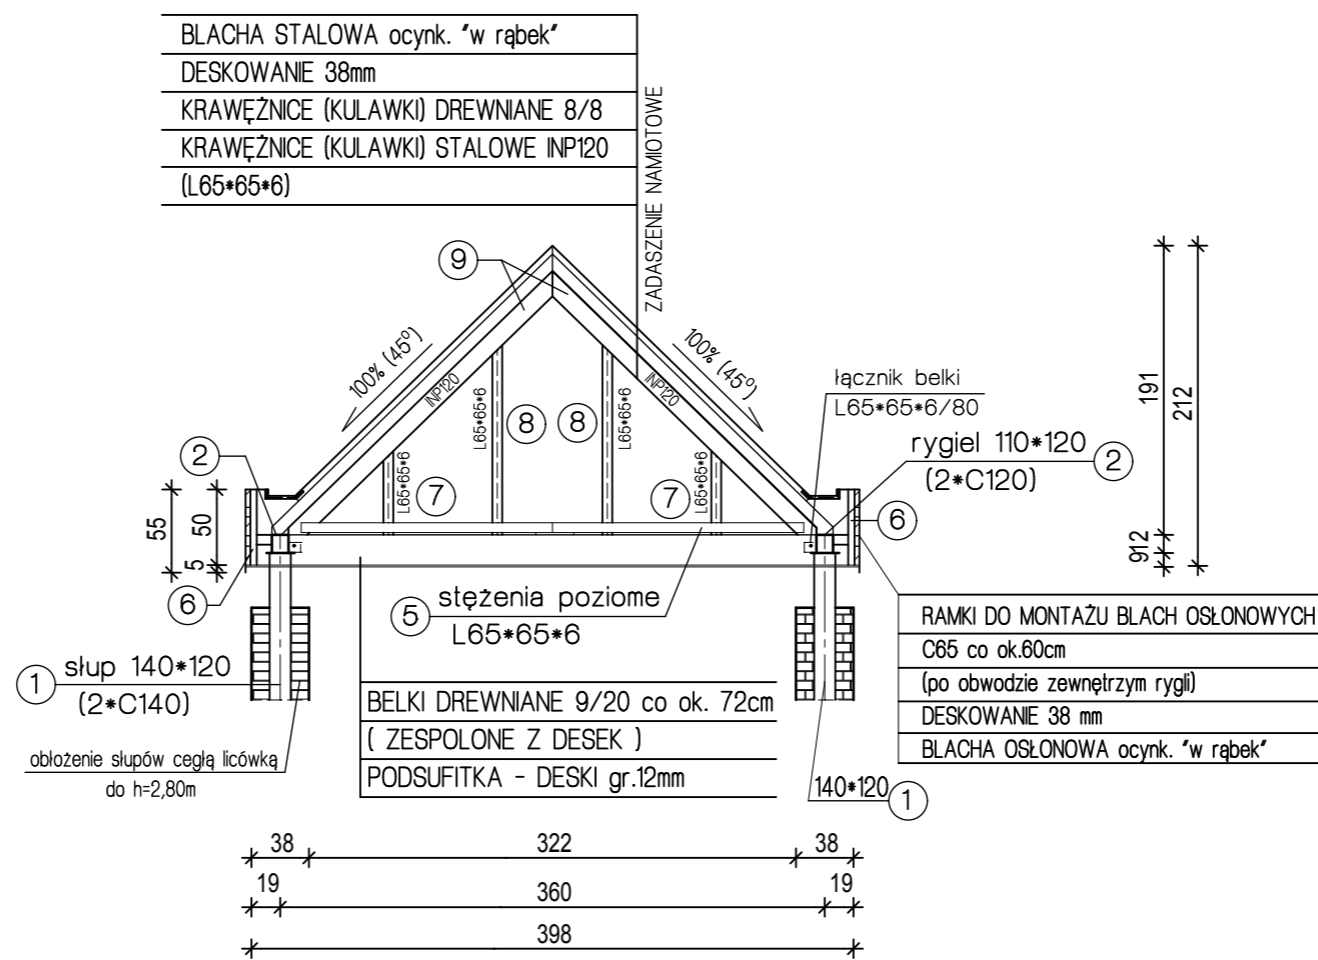 BLACHA STALOWA ocynk. "w rąbek"
DESKOWANIE 38mm
KRAWĘŻNICE (KULAWKI) DREWNIANE 8/8
KRAWĘŻNICE (KULAWKI) STALOWE INP120
(L65*65*6)
ZADASZENIE NAMIOTOWE
9
100% (45°)
100% (45°)
INP120
INP120
L65*65*6
L65*65*6
L65*65*6
L65*65*6
8
8
7
7
łącznik belki
L65*65*6/80
rygiel 110*120
(2*C120)
2
2
191
212
912
55
50
5
6
6
5
stężenia poziome
L65*65*6
1
słup 140*120
(2*C140)
obłożenie słupów cegłą licówką
do h=2,80m
BELKI DREWNIANE 9/20 co ok. 72cm
( ZESPOLONE Z DESEK )
PODSUFITKA - DESKI gr.12mm
RAMKI DO MONTAŻU BLACH OSŁONOWYCH
C65 co ok.60cm
(po obwodzie zewnętrzym rygli)
DESKOWANIE 38 mm
BLACHA OSŁONOWA ocynk. "w rąbek"
140*120
1
38
322
38
19
360
19
398